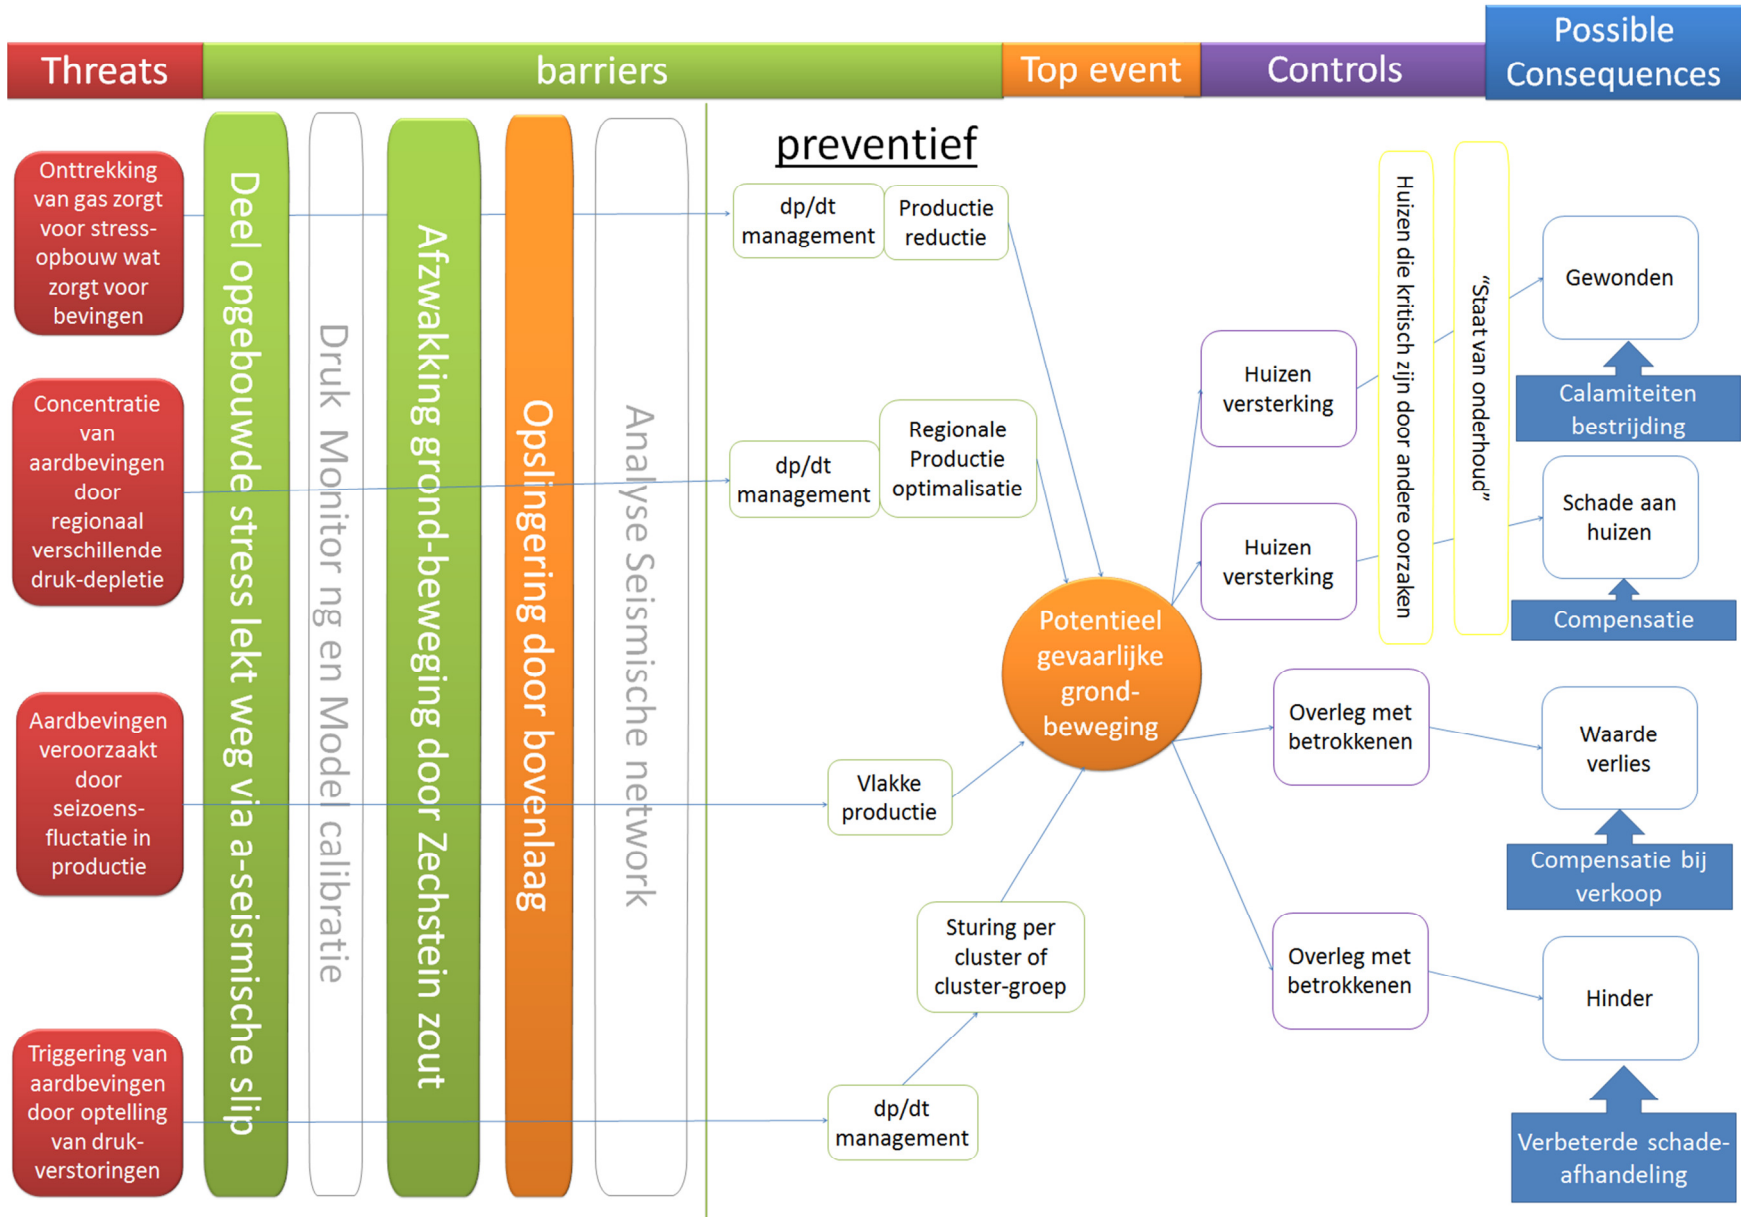 Threats
barriers
Top event
Controls
Possible
Consequences
preventief
Onttrekking
van gas zorgt
voor stress-
opbouw wat
zorgt voor
bevingen
Concentratie
van
aardbevingen
door
regionaal
verschillende
druk-depletie
Aardbevingen
veroorzaakt
door
seizoens-
fluctatie in
productie
Triggering van
aardbevingen
door optelling
van druk-
verstoringen
Deel opgebouwde stress lekt weg via a-seismische slip
Druk Monitor ng en Model calibratie
Afzwakking grond-beweging door Zechstein zout
Opslingering door bovenlaag
Analyse Seismische network
dp/dt
management
Productie
reductie
dp/dt
management
Regionale
Productie
optimalisatie
Vlakke
productie
Sturing per
cluster of
cluster-groep
dp/dt
management
Potentieel
gevaarlijke
grond-
beweging
Huizen
versterking
Huizen
versterking
Overleg met
betrokkenen
Overleg met
betrokkenen
Huizen die kritisch zijn door andere oorzaken
“Staat van onderhoud”
Gewonden
Calamiteiten
bestrijding
Schade aan
huizen
Compensatie
Waarde
verlies
Compensatie bij
verkoop
Hinder
Verbeterde schade-
afhandeling